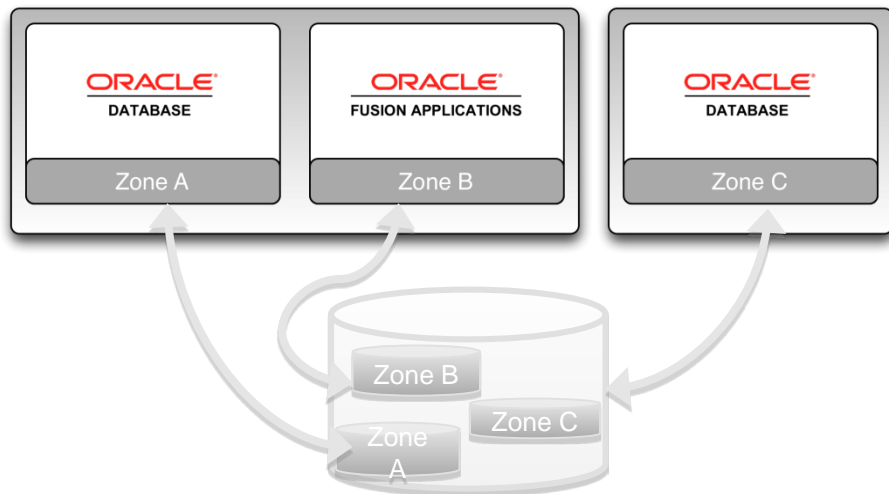 ORACLE®
DATABASE
Zone A
ORACLE®
FUSION APPLICATIONS
Zone B
ORACLE®
DATABASE
Zone C
Zone B
Zone C
Zone
A